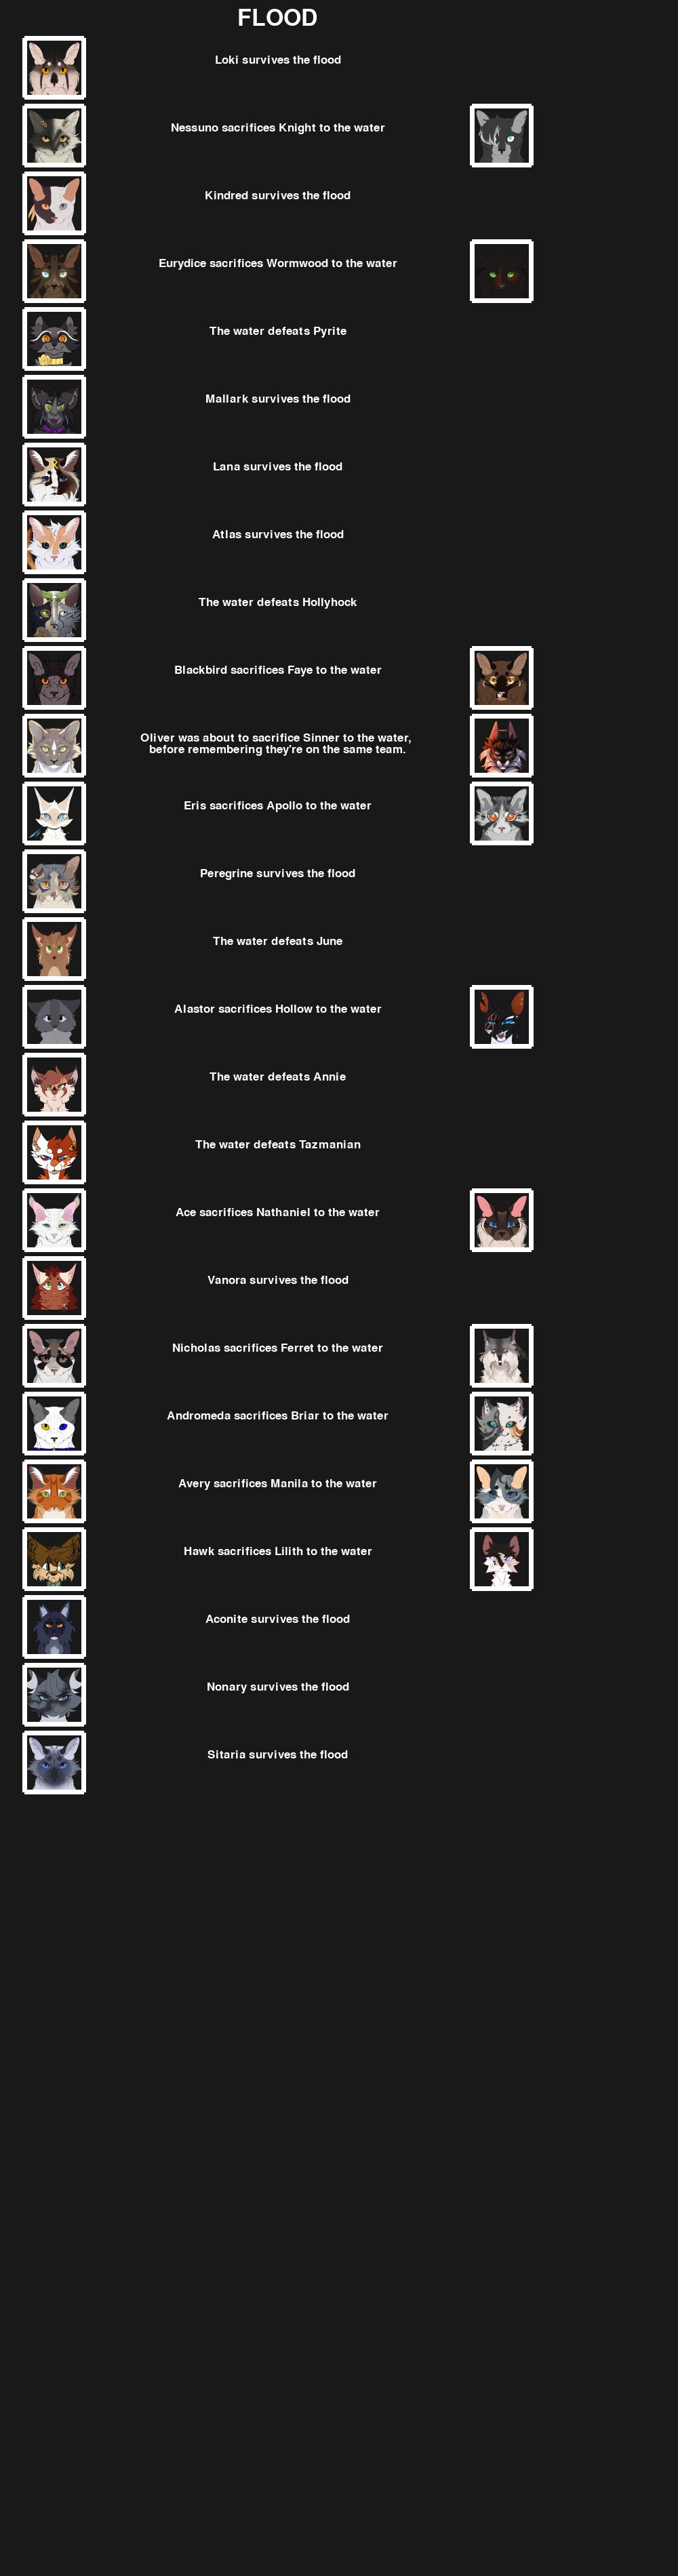 FLOOD
Loki survives the flood
Nessuno sacrifices Knight to the water
Kindred survives the flood
Eurydice sacrifices Wormwood to the water
The water defeats Pyrite
Mallark survives the flood
Lana survives the flood
Atlas survives the flood
The water defeats Hollyhock
Blackbird sacrifices Faye to the water
Oliver was about to sacrifice Sinner to the water,
before remembering they're on the same team.
Eris sacrifices Apollo to the water
Peregrine survives the flood
The water defeats June
Alastor sacrifices Hollow to the water
The water defeats Annie
The water defeats Tazmanian
Ace sacrifices Nathaniel to the water
Vanora survives the flood
Nicholas sacrifices Ferret to the water
Andromeda sacrifices Briar to the water
Avery sacrifices Manila to the water
Hawk sacrifices Lilith to the water
Aconite survives the flood
Nonary survives the flood
Sitaria survives the flood